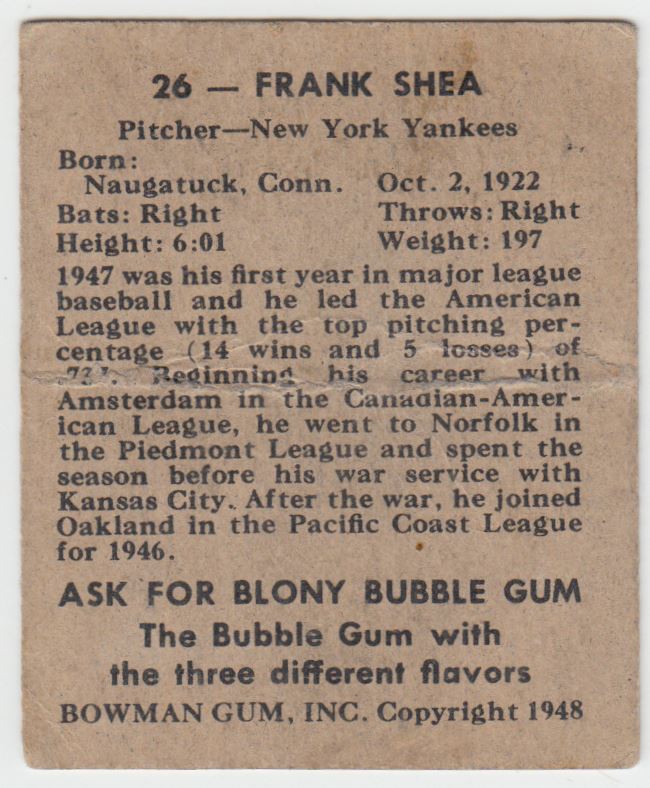 26 — FRANK SHEA
Pitcher—New York Yankees
Born:
Naugatuck, Conn. Oct. 2, 1922
Bats: Right Throws: Right
Height: 6:01 Weight: 197
1947 was his first year in major league
baseball and he led the American
League with the top pitching per-
centage (14 wins and 5 losses) of
Beginning his career with
Amsterdam in the Canadian-Amer-
ican League, he went to Norfolk in
the Piedmont League and spent the
season before his war service with
Kansas City. After the war, he joined
Oakland in the Pacific Coast League
for 1946.
ASK FOR BLONY BUBBLE GUM
The Bubble Gum with
the three different flavors
BOWMAN GUM, INC. Copyright 1948